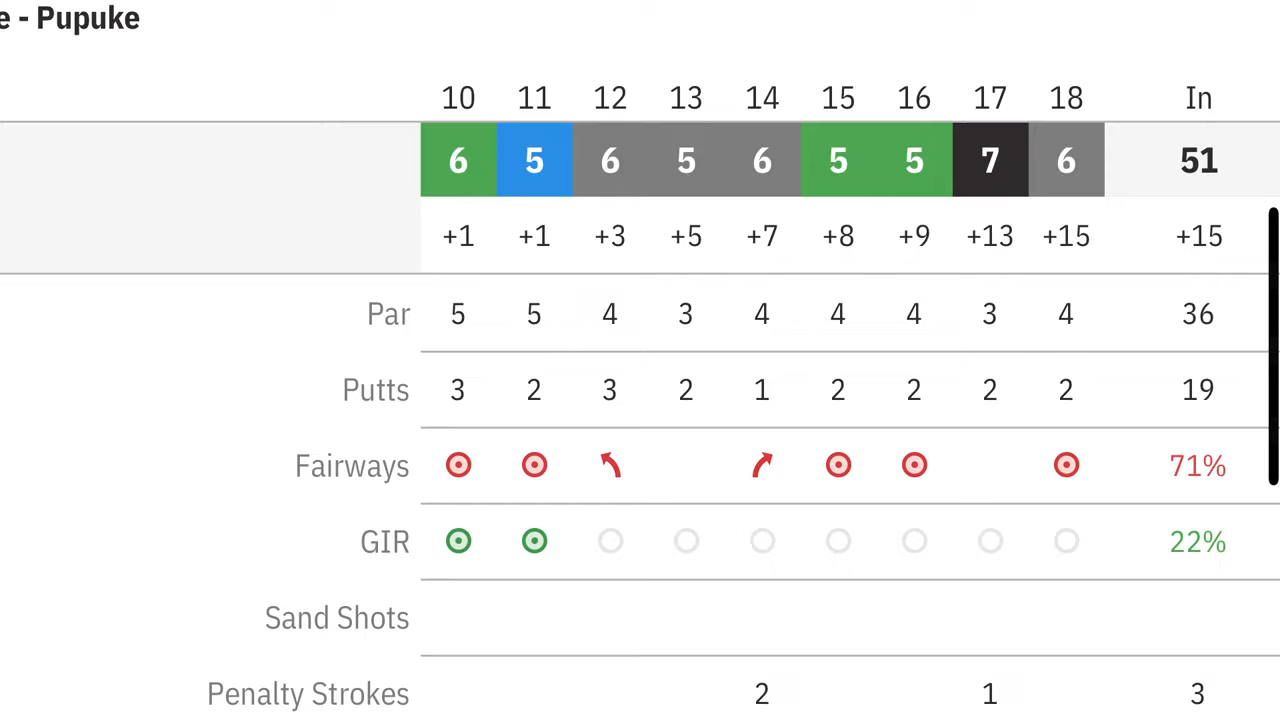 e - Pupuke
10 11 12 13 14 15 16 17 18 In
6 5 6 5 6 5 5 7 6 51
+1 +1 +3 +5 +7 +8 +9 +13 +15 +15
Par 5 5 4 3 4 4 4 3 4 36
Putts 3 2 3 2 1 2 2 2 2 19
Fairways 71%
GIR 22%
Sand Shots
Penalty Strokes 2 1 3